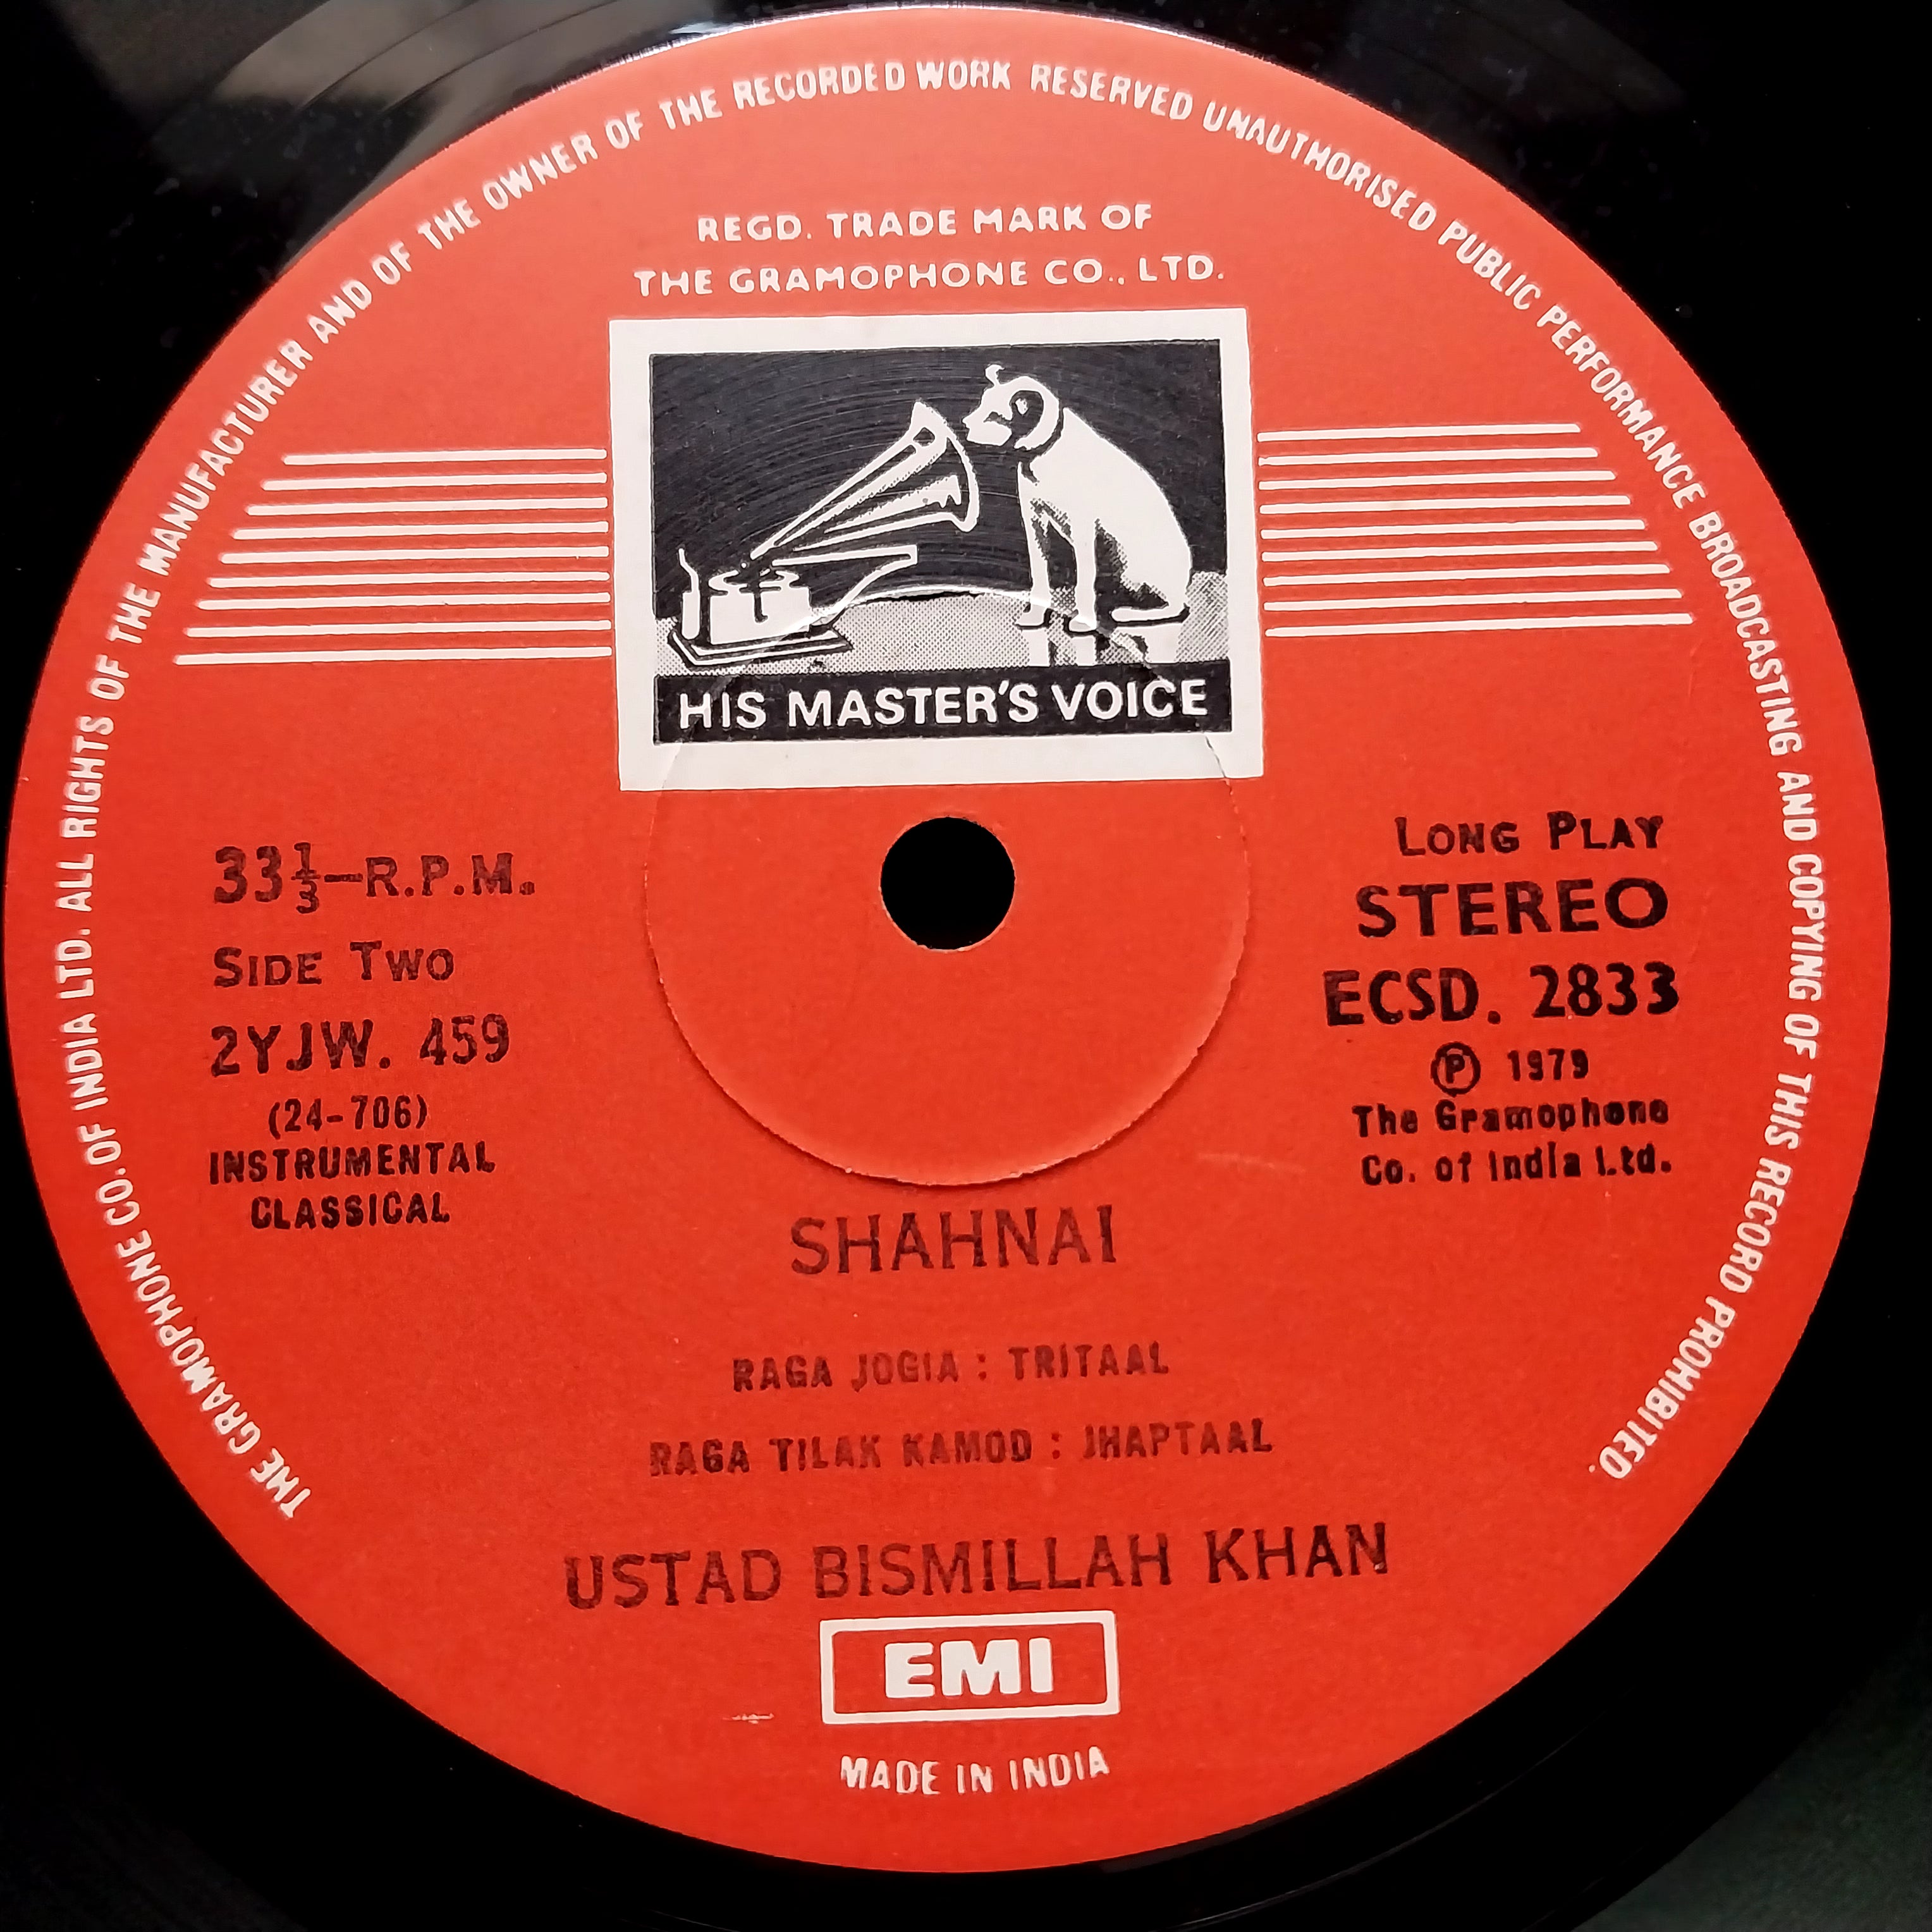 THE GRAMOPHONE CO. OF INDIA LTD. ALL RIGHTS OF THE MANUFACTURER AND OF THE OWNER OF THE RECORDED WORK RESERVED UNAUTHORISED PUBLIC PERFORMANCE BROADCASTING AND COPYING OF THIS RECORD PROHIBITED.
REGD. TRADE MARK OF
THE GRAMOPHONE CO., LTD.
HIS MASTER'S VOICE
33⅓—R.P.M.
SIDE TWO
2YJW. 459
(24-706)
INSTRUMENTAL
CLASSICAL
LONG PLAY
STEREO
ECSD. 2833
℗ 1979
The Gramophone
Co. of India Ltd.
SHAHNAI
RAGA JOGIA : TRITAAL
RAGA TILAK KAMOD : JHAPTAAL
USTAD BISMILLAH KHAN
EMI
MADE IN INDIA